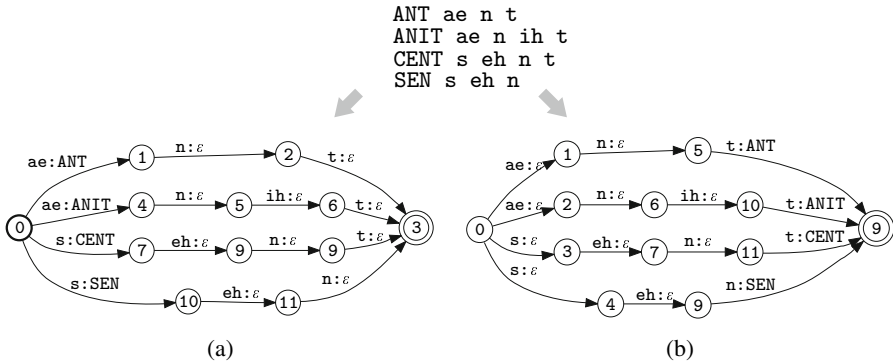 ANT ae n t
ANIT ae n ih t
CENT s eh n t
SEN s eh n
ae:ANT 1 n:ε 2 t:ε
ae:ANIT 4 n:ε 5 ih:ε 6 t:ε
0 3
s:CENT 7 eh:ε 9 n:ε 9 t:ε
s:SEN 10 eh:ε 11 n:ε
(a)
ae:ε 1 n:ε 5 t:ANT
ae:ε 2 n:ε 6 ih:ε 10 t:ANIT
0 9
s:ε 3 eh:ε 7 n:ε 11 t:CENT
s:ε 4 eh:ε 9 n:SEN
(b)